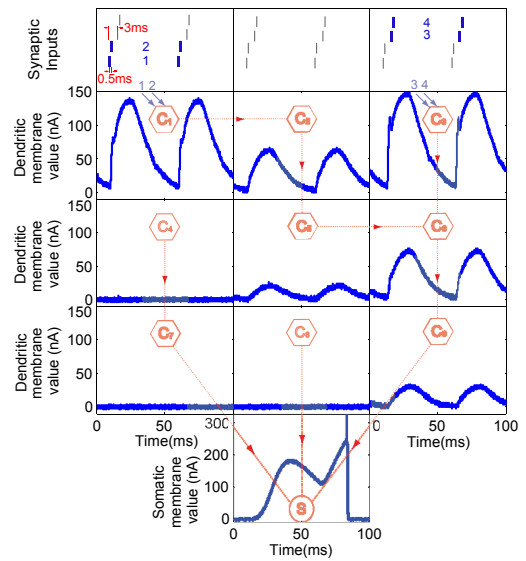 Synaptic
Inputs
3ms
2
1
0.5ms
4
3
1 2
3 4
Dendritic
membrane
value (nA)
150
100
50
0
C1
C2
C3
Dendritic
membrane
value (nA)
150
100
50
0
C4
C5
C6
Dendritic
membrane
value (nA)
150
100
50
0
C7
C8
C9
0 50
0 50 100
Time(ms)
Time(ms)
Somatic
membrane
value (nA)
300
200
100
0
S
0 50 100
Time(ms)